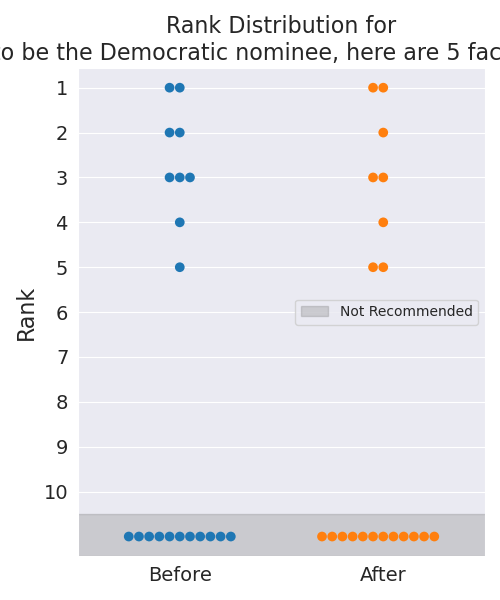 Rank Distribution for
o be the Democratic nominee, here are 5 fac
1
2
3
4
5
6
7
8
9
10
Rank
Not Recommended
Before
After